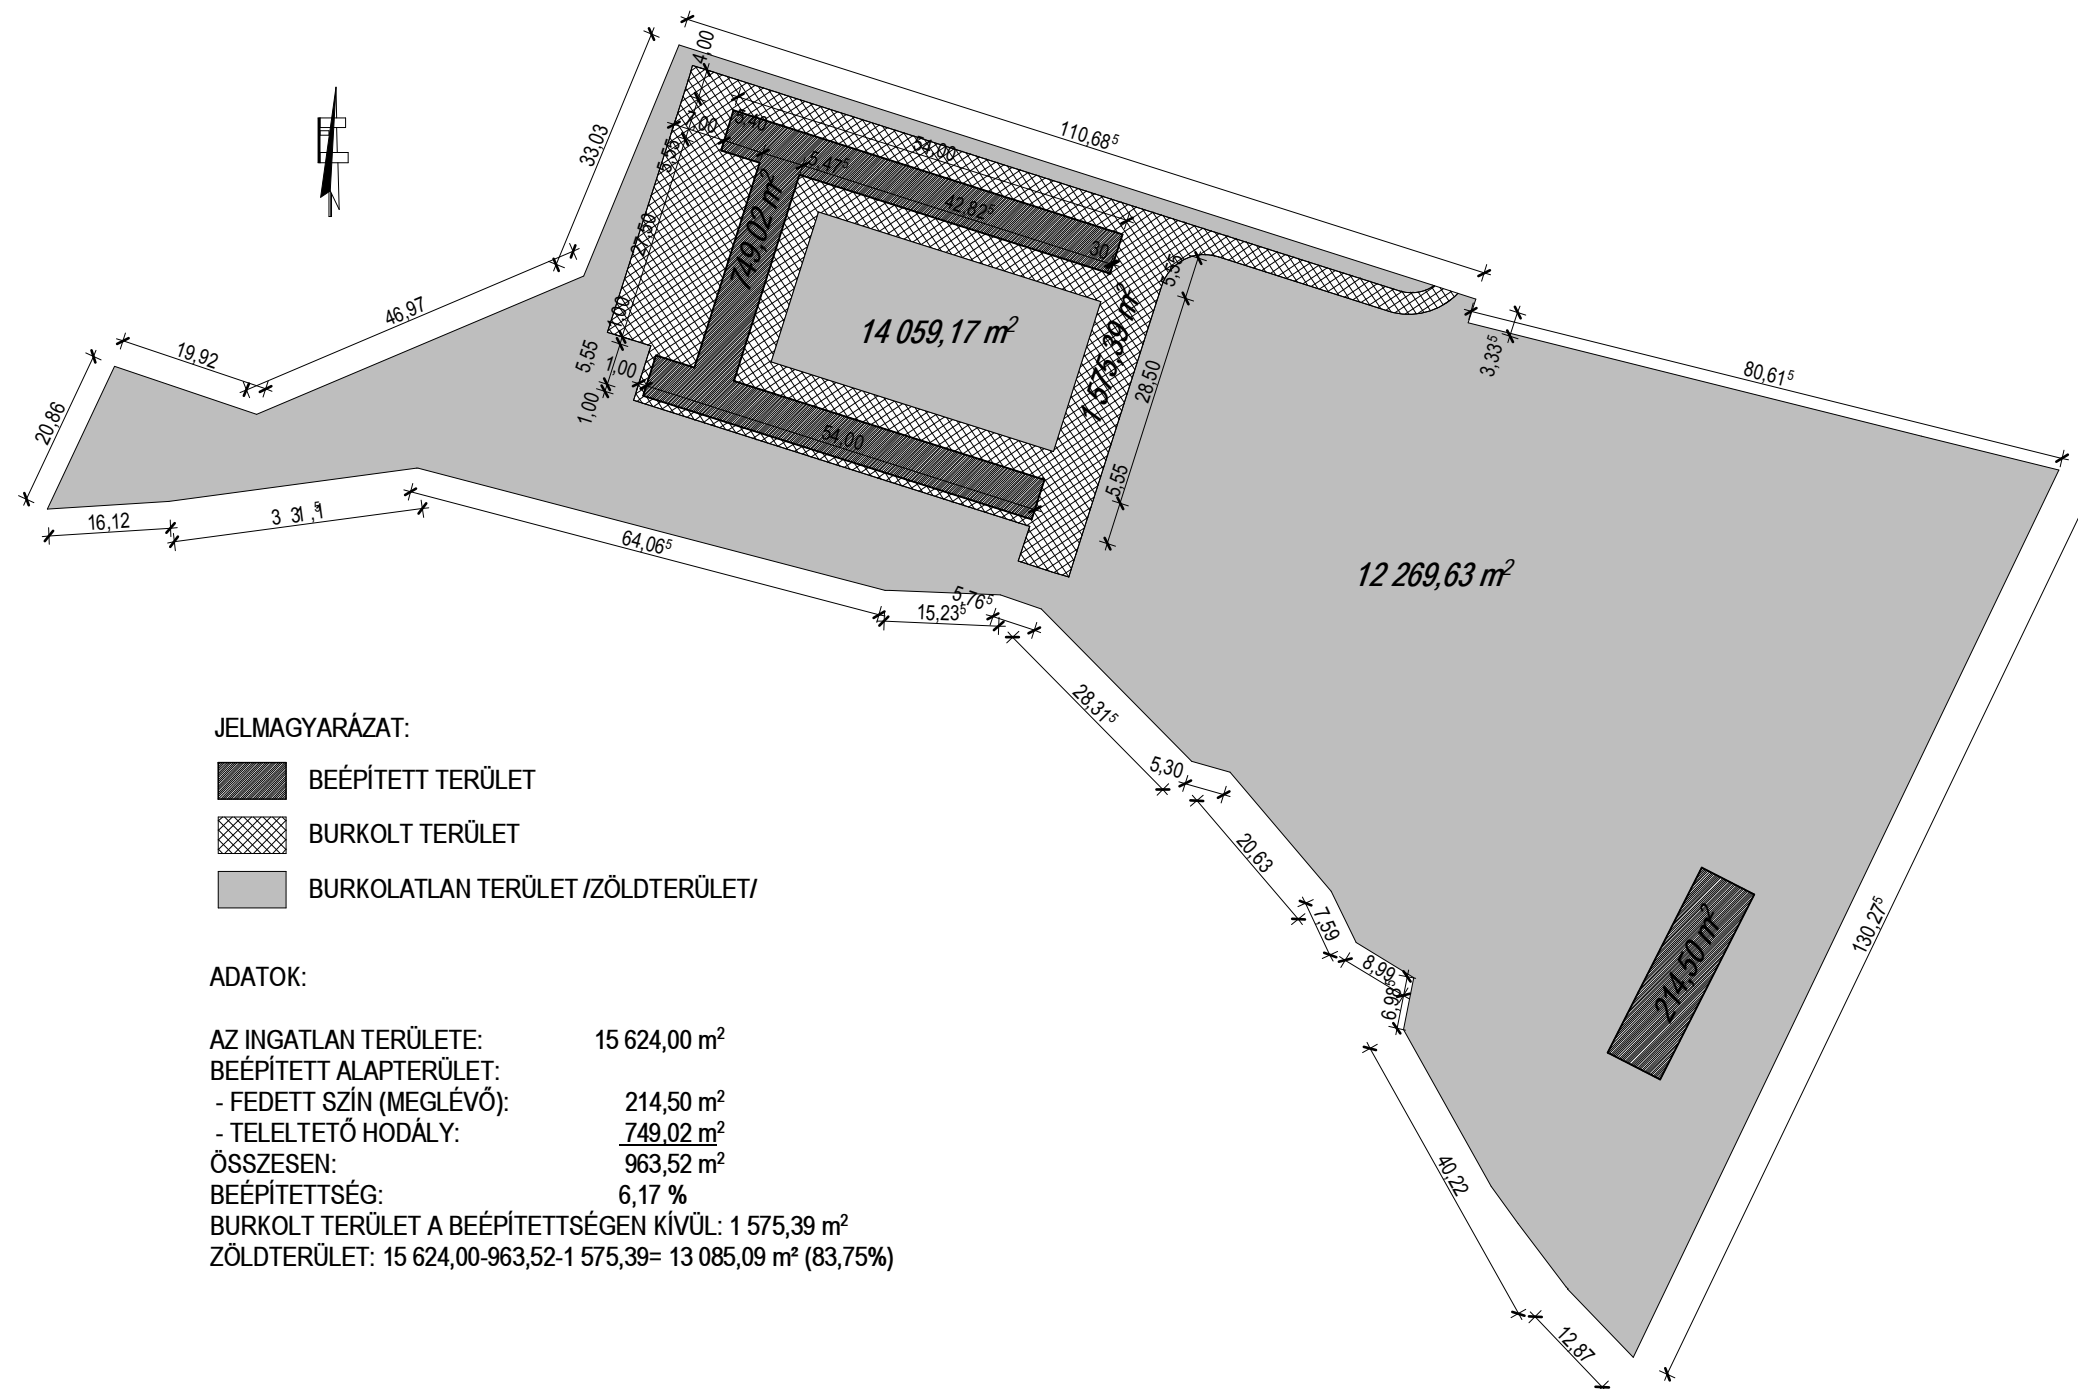 4,00
110,68⁵
33,03
1,00
5,40
54,00
5,55
5,47⁵
749,02 m²
42,82⁵
30
27,50
5,55
46,97
1,00
14 059,17 m²
1 575,39 m²
3,33⁵
80,61⁵
19,92
5,55
1,00
28,50
1,00
20,86
54,00
5,55
16,12
64,06⁵
12 269,63 m²
5,76⁵
15,23⁵
28,31⁵
JELMAGYARÁZAT:
BEÉPÍTETT TERÜLET
5,30
BURKOLT TERÜLET
20,63
BURKOLATLAN TERÜLET /ZÖLDTERÜLET/
7,59
130,27⁵
8,99
214,50 m²
6,98⁵
ADATOK:
AZ INGATLAN TERÜLETE: 15 624,00 m²
BEÉPÍTETT ALAPTERÜLET:
- FEDETT SZÍN (MEGLÉVŐ): 214,50 m²
- TELELTETŐ HODÁLY: 749,02 m²
ÖSSZESEN: 963,52 m²
BEÉPÍTETTSÉG: 6,17 %
BURKOLT TERÜLET A BEÉPÍTETTSÉGEN KÍVÜL: 1 575,39 m²
ZÖLDTERÜLET: 15 624,00-963,52-1 575,39= 13 085,09 m² (83,75%)
40,22
12,87